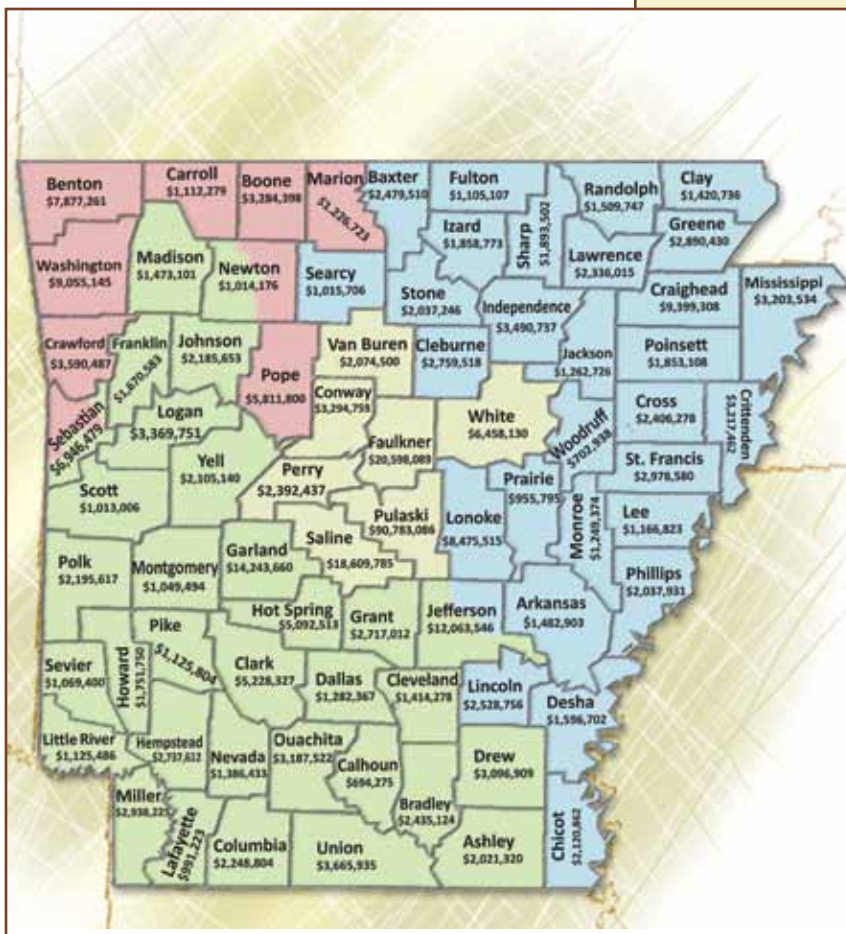 Benton
$7,877,261
Carroll
$1,112,279
Boone
$3,284,398
Marion
$1,226,723
Baxter
$2,479,510
Fulton
$1,105,107
Randolph
$1,509,747
Clay
$1,420,736
Izard
$1,858,773
Sharp
$1,893,502
Greene
$2,890,430
Washington
$9,055,145
Madison
$1,473,101
Newton
$1,014,176
Searcy
$1,015,706
Stone
$2,037,246
Lawrence
$2,336,015
Independence
$3,490,737
Craighead
$9,399,308
Mississippi
$3,203,534
Crawford
$3,590,487
Franklin
$1,670,583
Johnson
$2,185,653
Pope
$5,811,800
Van Buren
$2,074,500
Cleburne
$2,759,518
Jackson
$1,262,726
Poinsett
$1,853,108
Sebastian
$6,946,479
Logan
$3,369,751
Conway
$3,294,759
White
$6,458,130
Woodruff
$702,938
Cross
$2,406,278
Crittenden
$3,217,462
Faulkner
$20,598,089
Yell
$2,105,140
Perry
$2,392,437
Scott
$1,013,006
Prairie
$955,795
St. Francis
$2,978,580
Pulaski
$90,783,086
Lonoke
$8,475,515
Monroe
$1,249,374
Lee
$1,166,823
Saline
$18,609,785
Garland
$14,243,660
Polk
$2,195,617
Montgomery
$1,049,494
Phillips
$2,037,931
Hot Spring
$5,092,513
Grant
$2,717,012
Jefferson
$12,063,546
Arkansas
$1,482,903
Pike
$1,125,804
Howard
$1,751,750
Sevier
$1,069,400
Clark
$5,228,327
Dallas
$1,282,367
Cleveland
$1,414,278
Lincoln
$2,528,756
Desha
$1,596,702
Little River
$1,125,486
Hempstead
$2,737,612
Nevada
$1,386,433
Ouachita
$3,187,522
Calhoun
$694,275
Drew
$3,096,909
Miller
$2,938,225
Lafayette
$991,223
Columbia
$2,248,804
Union
$3,665,935
Bradley
$2,435,124
Ashley
$2,021,320
Chicot
$2,120,862